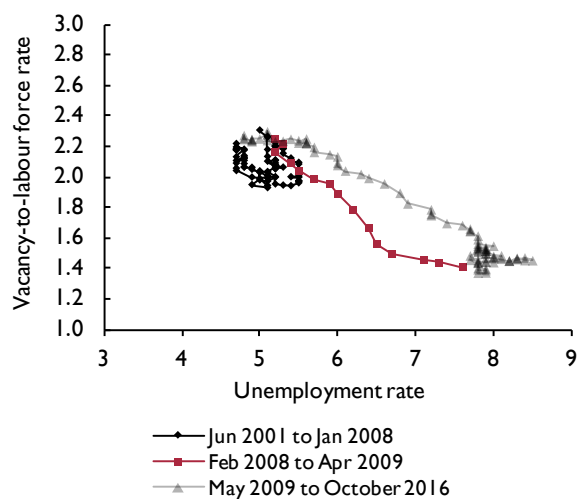 Vacancy-to-labour force rate
3.0
2.8
2.6
2.4
2.2
2.0
1.8
1.6
1.4
1.2
1.0
3 4 5 6 7 8 9
Unemployment rate
Jun 2001 to Jan 2008
Feb 2008 to Apr 2009
May 2009 to October 2016